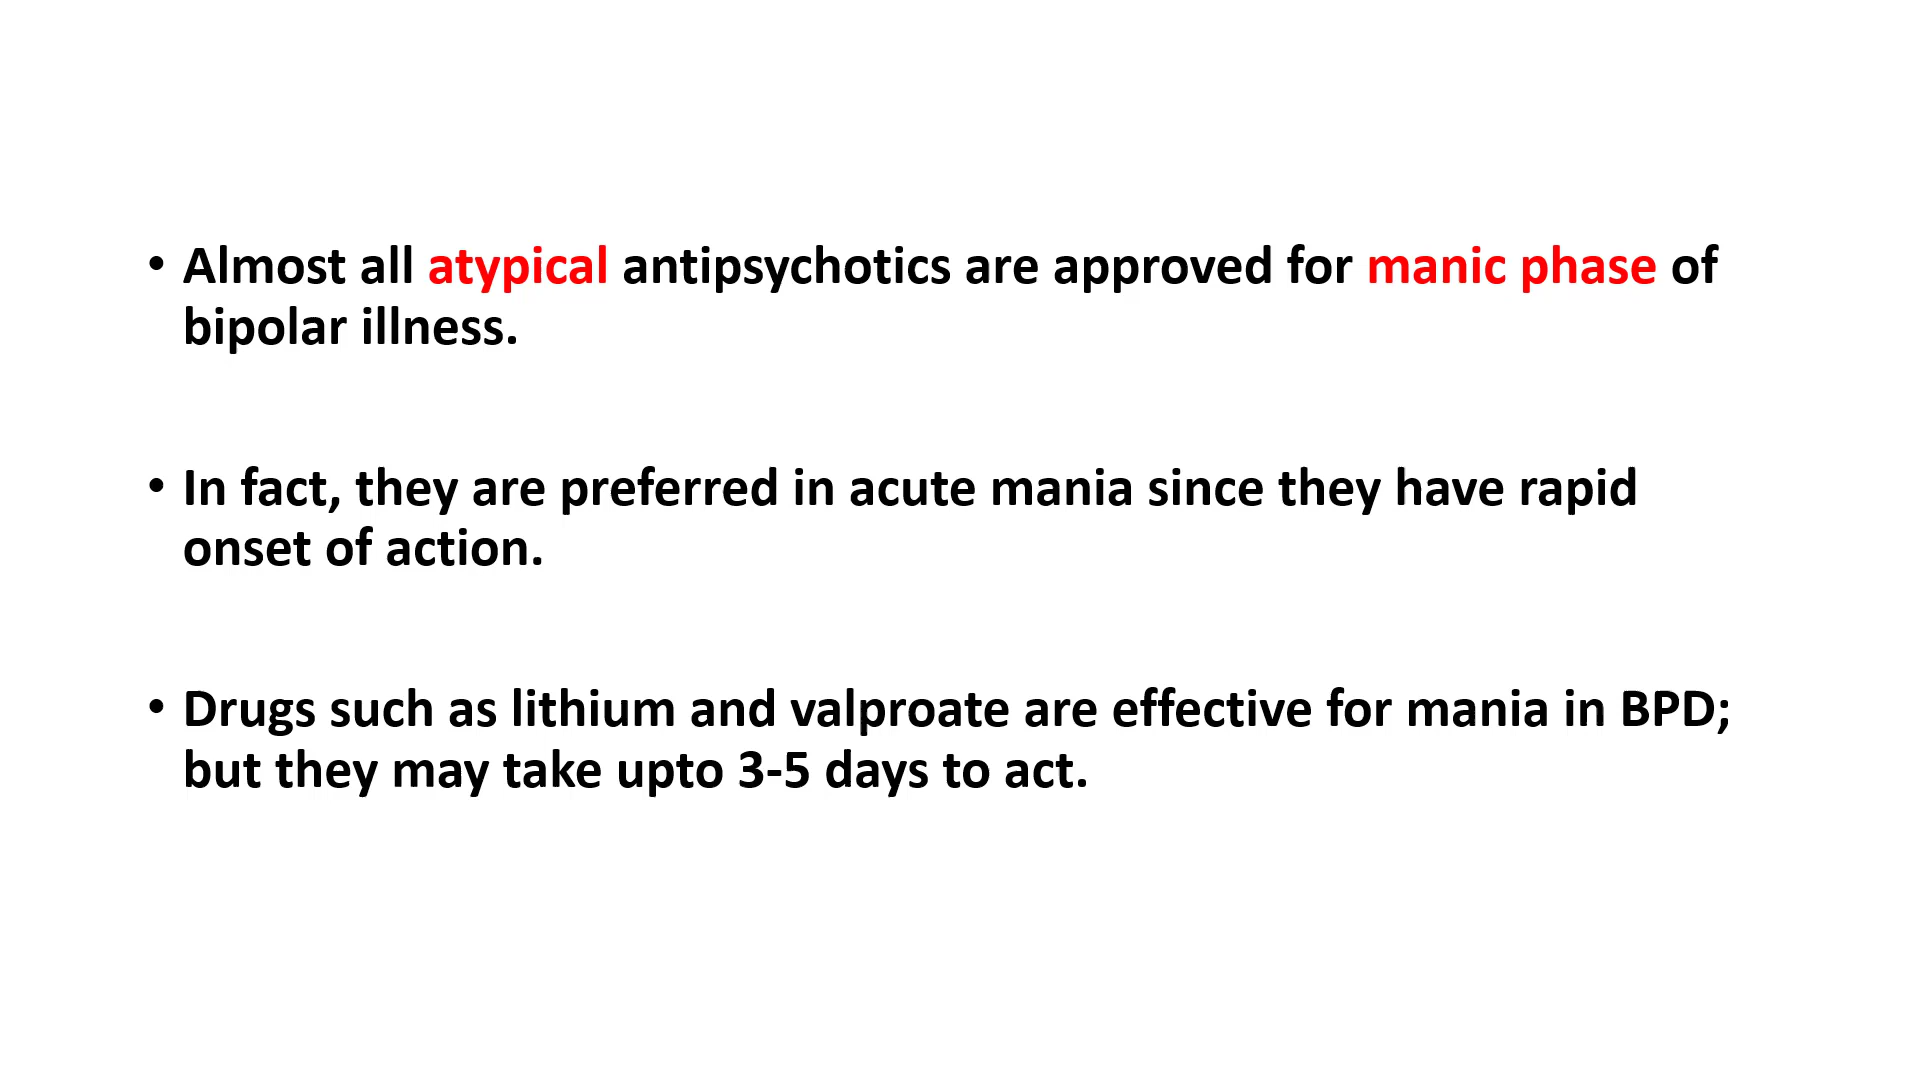 • Almost all atypical antipsychotics are approved for manic phase of
bipolar illness.
• In fact, they are preferred in acute mania since they have rapid
onset of action.
• Drugs such as lithium and valproate are effective for mania in BPD;
but they may take upto 3-5 days to act.